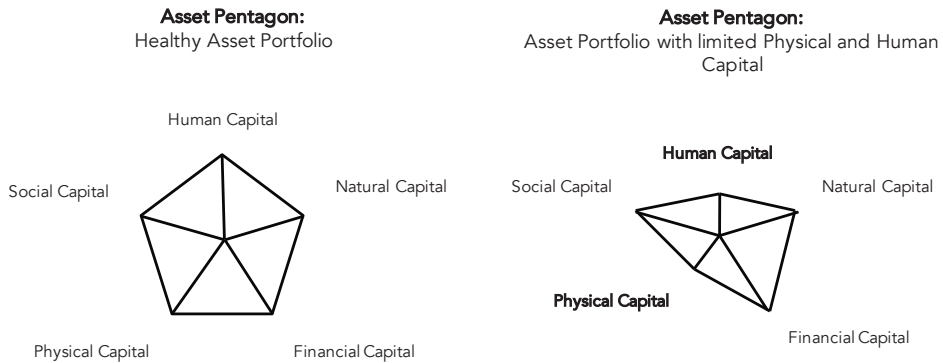 Asset Pentagon:
Healthy Asset Portfolio
Human Capital
Social Capital
Natural Capital
Physical Capital
Financial Capital
Asset Pentagon:
Asset Portfolio with limited Physical and Human
Capital
Human Capital
Social Capital
Natural Capital
Physical Capital
Financial Capital